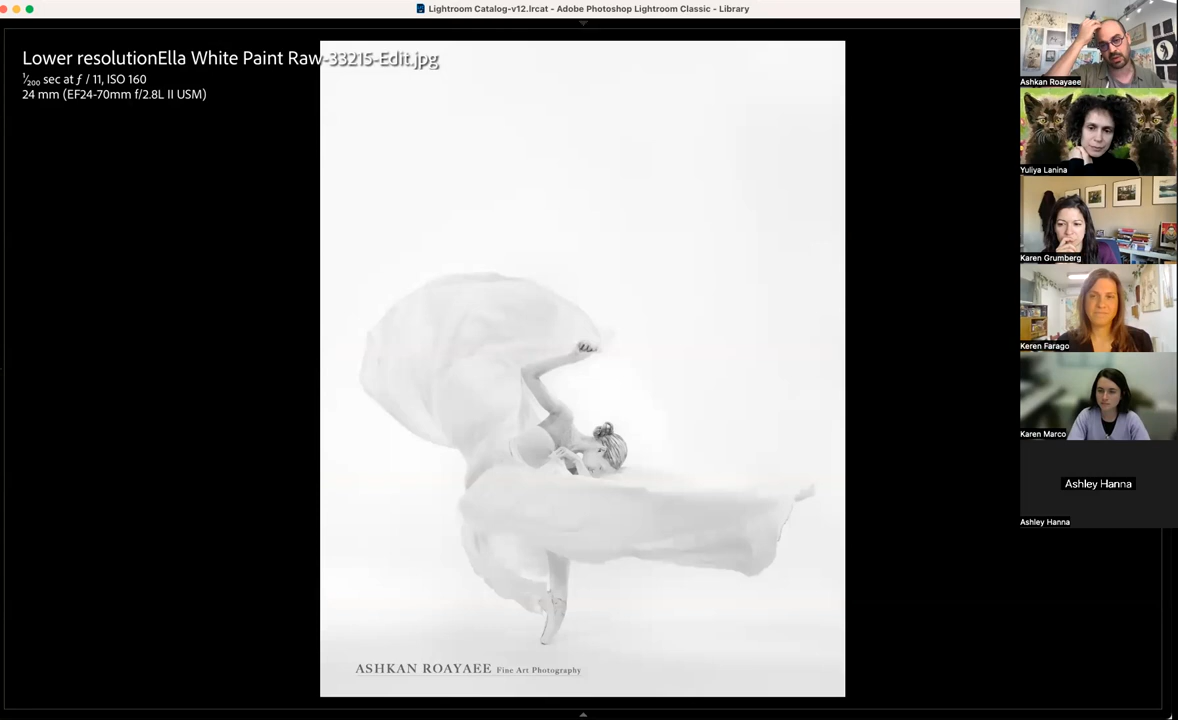 Lightroom Catalog-v12.lrcat - Adobe Photoshop Lightroom Classic - Library
Lower resolutionElla White Paint Raw-33215-Edit.jpg
1/200 sec at ƒ / 11, ISO 160
24 mm (EF24-70mm f/2.8L II USM)
ASHKAN ROAYAEE Fine Art Photography
Ashkan Roayaee
Yuliya Lanina
Karen Grumberg
Keren Farago
Karen Marco
Ashley Hanna
Ashley Hanna